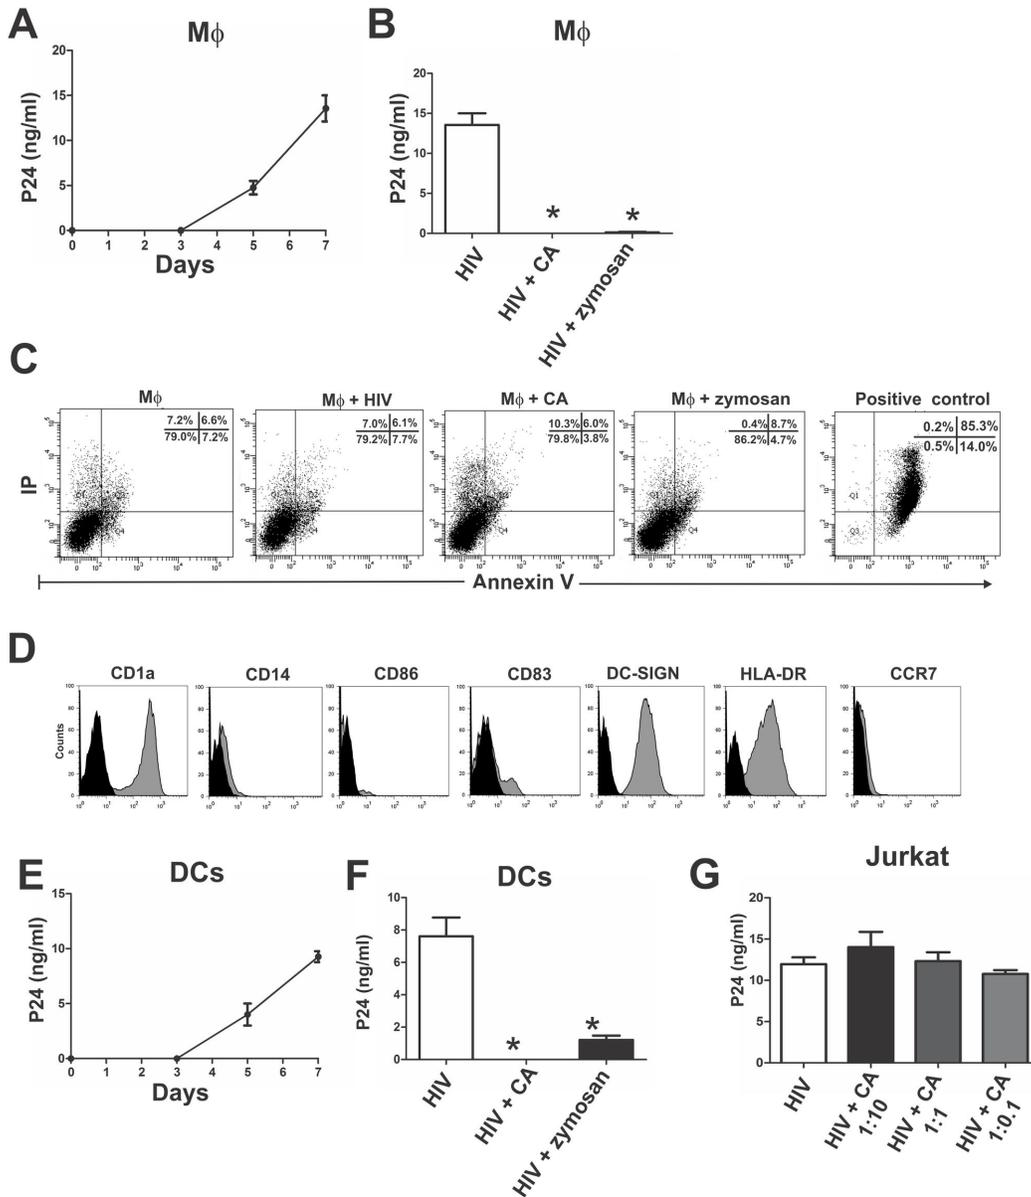 A
Mϕ
P24 (ng/ml)
20
15
10
5
0
0 1 2 3 4 5 6 7
Days
B
Mϕ
P24 (ng/ml)
20
15
10
5
0
*
*
HIV
HIV + CA
HIV + zymosan
C
Mϕ
7.2% 6.6%
79.0% 7.2%
Mϕ + HIV
7.0% 6.1%
79.2% 7.7%
Mϕ + CA
10.3% 6.0%
79.8% 3.8%
Mϕ + zymosan
0.4% 8.7%
86.2% 4.7%
Positive control
0.2% 85.3%
0.5% 14.0%
IP
Annexin V
D
CD1a
CD14
CD86
CD83
DC-SIGN
HLA-DR
CCR7
Counts
100
80
60
40
20
0
E
DCs
P24 (ng/ml)
15
10
5
0
0 1 2 3 4 5 6 7
Days
F
DCs
P24 (ng/ml)
10
8
6
4
2
0
*
*
HIV
HIV + CA
HIV + zymosan
G
Jurkat
P24 (ng/ml)
20
15
10
5
0
HIV
HIV + CA
1:10
HIV + CA
1:1
HIV + CA
1:0.1